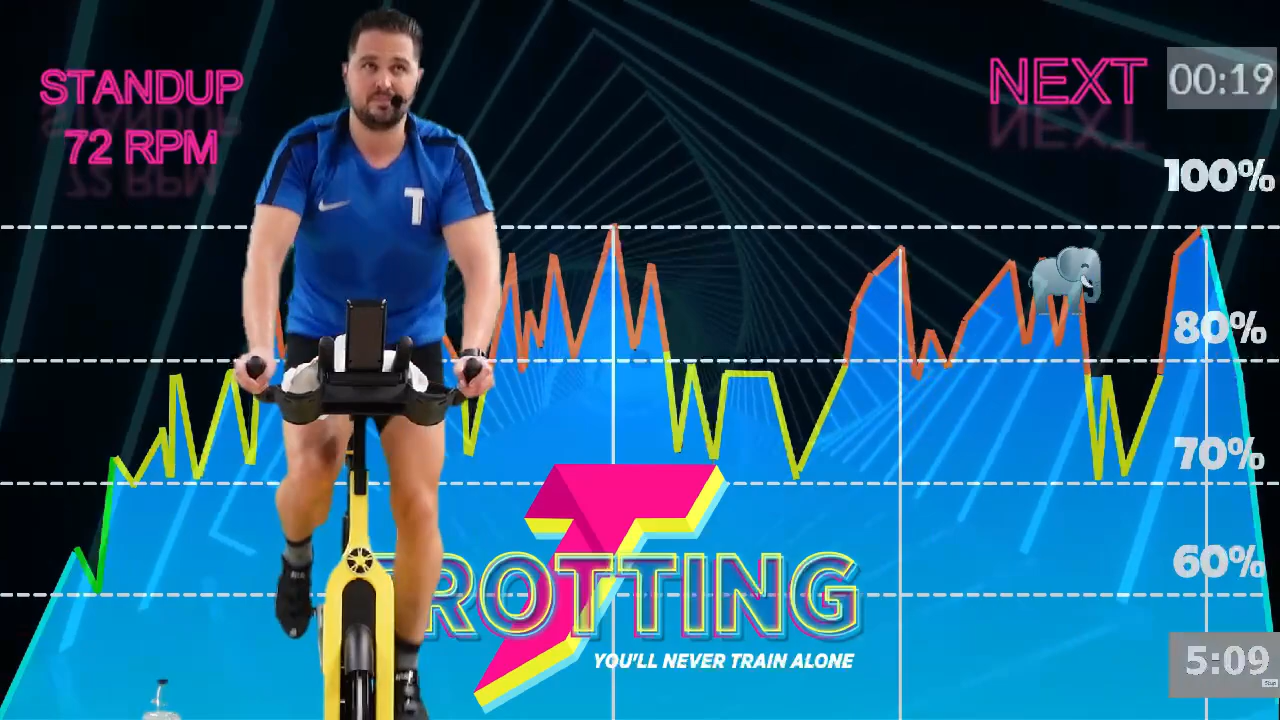 STANDUP
72 RPM
NEXT
00:19
100%
80%
70%
60%
T
TROTTING
YOU'LL NEVER TRAIN ALONE
5:09